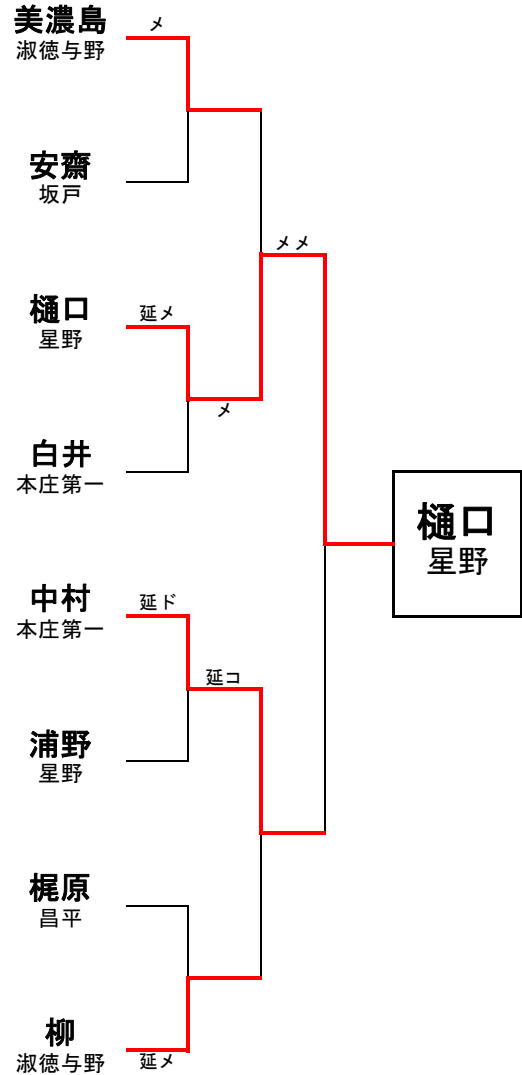 美濃島
淑徳与野
メ
安齋
坂戸
メメ
樋口
星野
延メ
メ
白井
本庄第一
樋口
星野
中村
本庄第一
延ド
延コ
浦野
星野
梶原
昌平
柳
淑徳与野
延メ